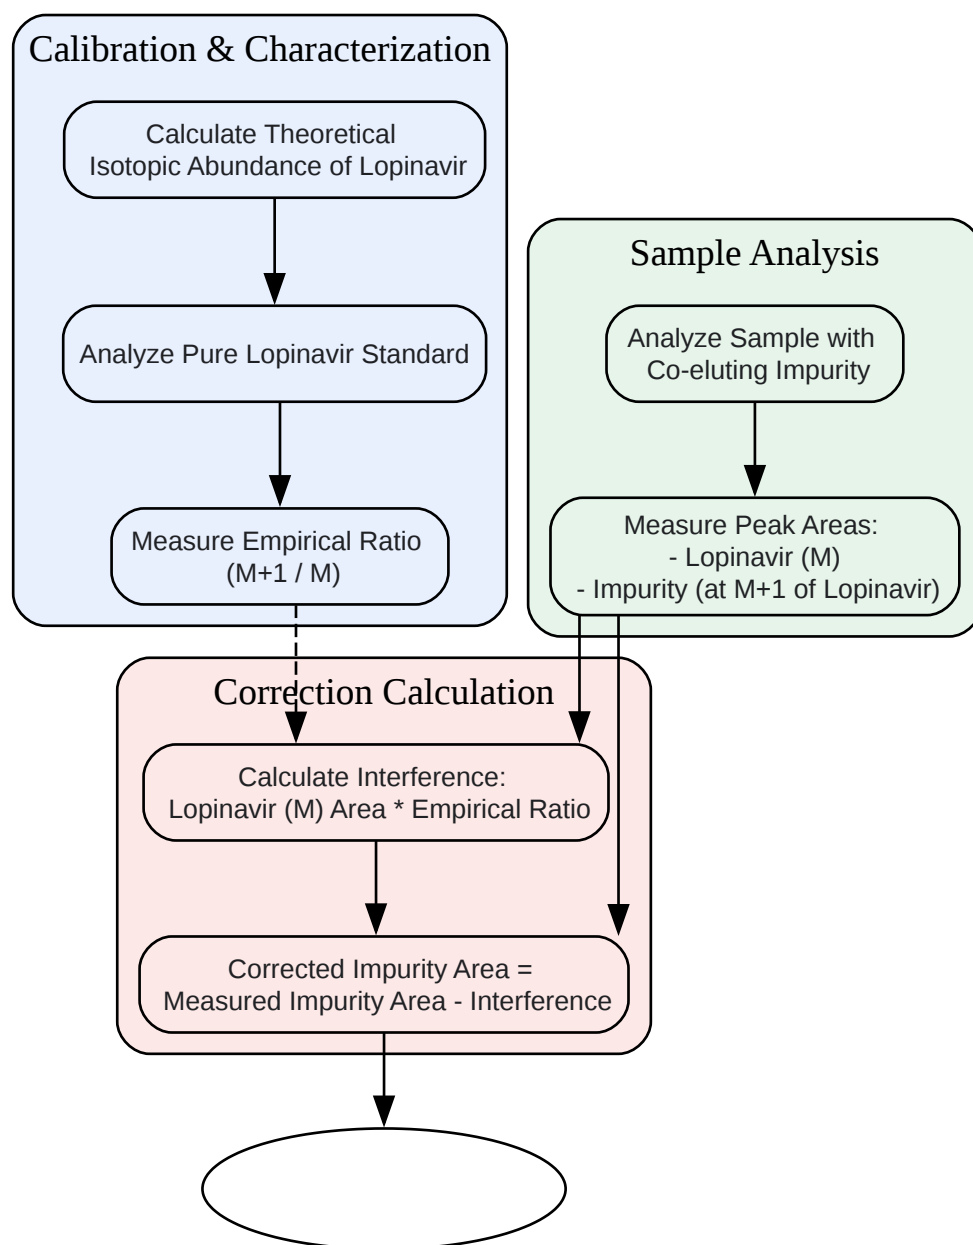 Calibration & Characterization
Calculate Theoretical
Isotopic Abundance of Lopinavir
Analyze Pure Lopinavir Standard
Measure Empirical Ratio
(M+1 / M)
Sample Analysis
Analyze Sample with
Co-eluting Impurity
Measure Peak Areas:
- Lopinavir (M)
- Impurity (at M+1 of Lopinavir)
Correction Calculation
Calculate Interference:
Lopinavir (M) Area * Empirical Ratio
Corrected Impurity Area =
Measured Impurity Area - Interference